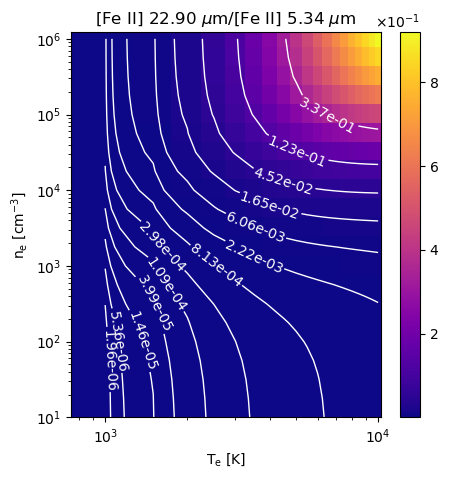 [Fe II] 22.90 μm/[Fe II] 5.34 μm
×10⁻¹
10⁶
10⁵
10⁴
10³
10²
10¹
nₑ [cm⁻³]
3.37e-01
1.23e-01
4.52e-02
1.65e-02
6.06e-03
2.22e-03
8.13e-04
2.98e-04
1.09e-04
3.99e-05
1.46e-05
5.36e-06
1.96e-06
8
6
4
2
10³
10⁴
Tₑ [K]